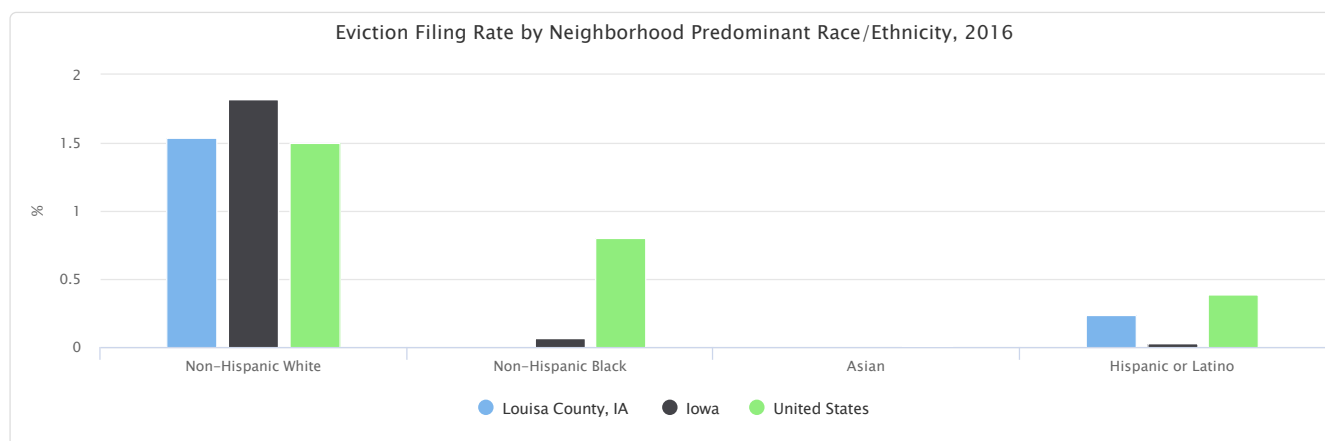 Eviction Filing Rate by Neighborhood Predominant Race/Ethnicity, 2016
2
1.5
1
0.5
0
%
Non-Hispanic White
Non-Hispanic Black
Asian
Hispanic or Latino
Louisa County, IA
Iowa
United States